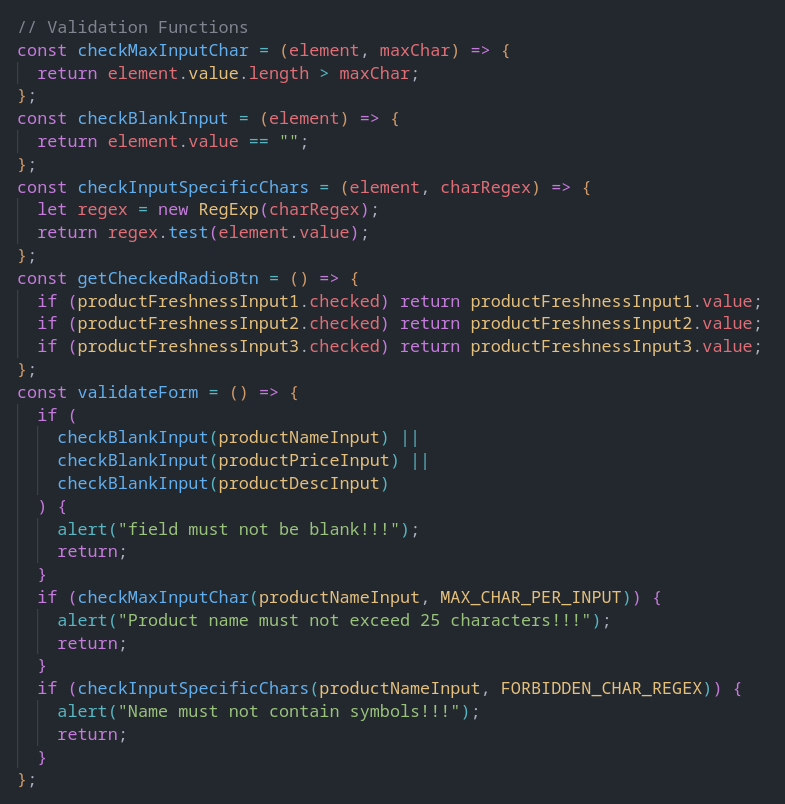 // Validation Functions
const checkMaxInputChar = (element, maxChar) => {
  return element.value.length > maxChar;
};
const checkBlankInput = (element) => {
  return element.value == "";
};
const checkInputSpecificChars = (element, charRegex) => {
  let regex = new RegExp(charRegex);
  return regex.test(element.value);
};
const getCheckedRadioBtn = () => {
  if (productFreshnessInput1.checked) return productFreshnessInput1.value;
  if (productFreshnessInput2.checked) return productFreshnessInput2.value;
  if (productFreshnessInput3.checked) return productFreshnessInput3.value;
};
const validateForm = () => {
  if (
    checkBlankInput(productNameInput) ||
    checkBlankInput(productPriceInput) ||
    checkBlankInput(productDescInput)
  ) {
    alert("field must not be blank!!!");
    return;
  }
  if (checkMaxInputChar(productNameInput, MAX_CHAR_PER_INPUT)) {
    alert("Product name must not exceed 25 characters!!!");
    return;
  }
  if (checkInputSpecificChars(productNameInput, FORBIDDEN_CHAR_REGEX)) {
    alert("Name must not contain symbols!!!");
    return;
  }
};